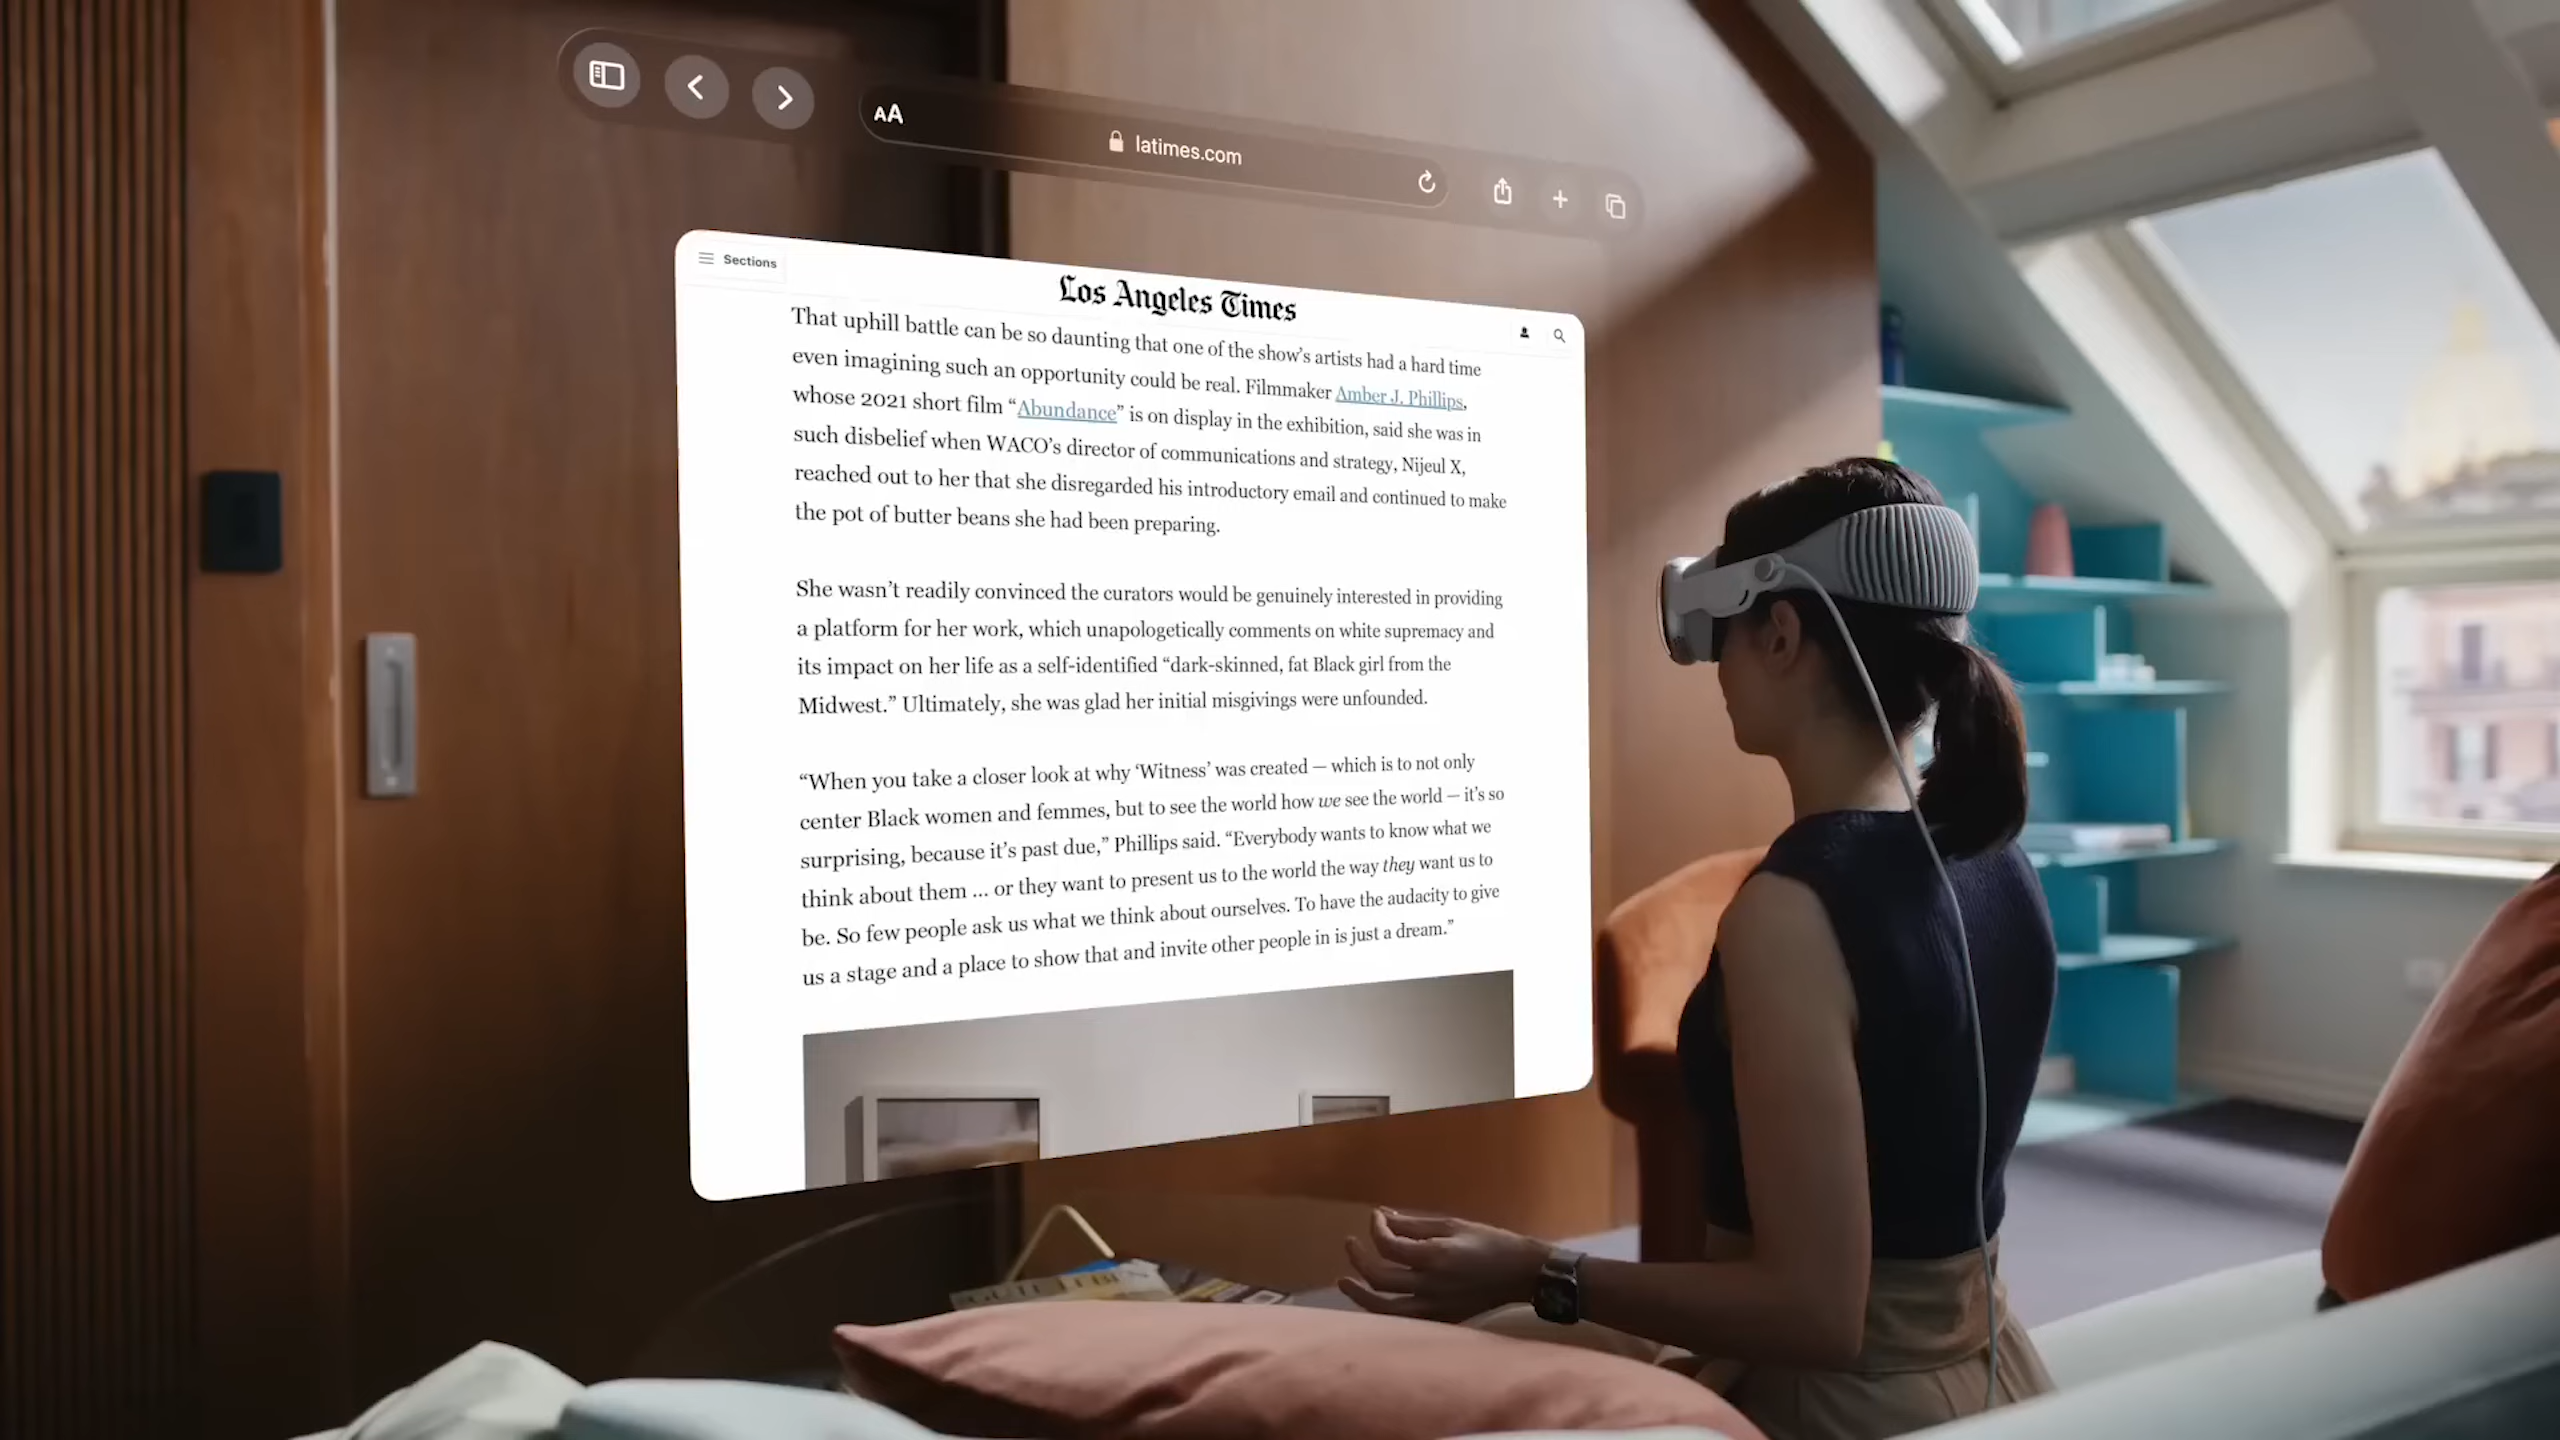 AA
latimes.com
Sections
Los Angeles Times
That uphill battle can be so daunting that one of the show’s artists had a hard time
even imagining such an opportunity could be real. Filmmaker Amber J. Phillips,
whose 2021 short film “Abundance” is on display in the exhibition, said she was in
such disbelief when WACO’s director of communications and strategy, Nijeul X,
reached out to her that she disregarded his introductory email and continued to make
the pot of butter beans she had been preparing.
She wasn’t readily convinced the curators would be genuinely interested in providing
a platform for her work, which unapologetically comments on white supremacy and
its impact on her life as a self-identified “dark-skinned, fat Black girl from the
Midwest.” Ultimately, she was glad her initial misgivings were unfounded.
“When you take a closer look at why ‘Witness’ was created — which is to not only
center Black women and femmes, but to see the world how we see the world — it’s so
surprising, because it’s past due,” Phillips said. “Everybody wants to know what we
think about them ... or they want to present us to the world the way they want us to
be. So few people ask us what we think about ourselves. To have the audacity to give
us a stage and a place to show that and invite other people in is just a dream.”